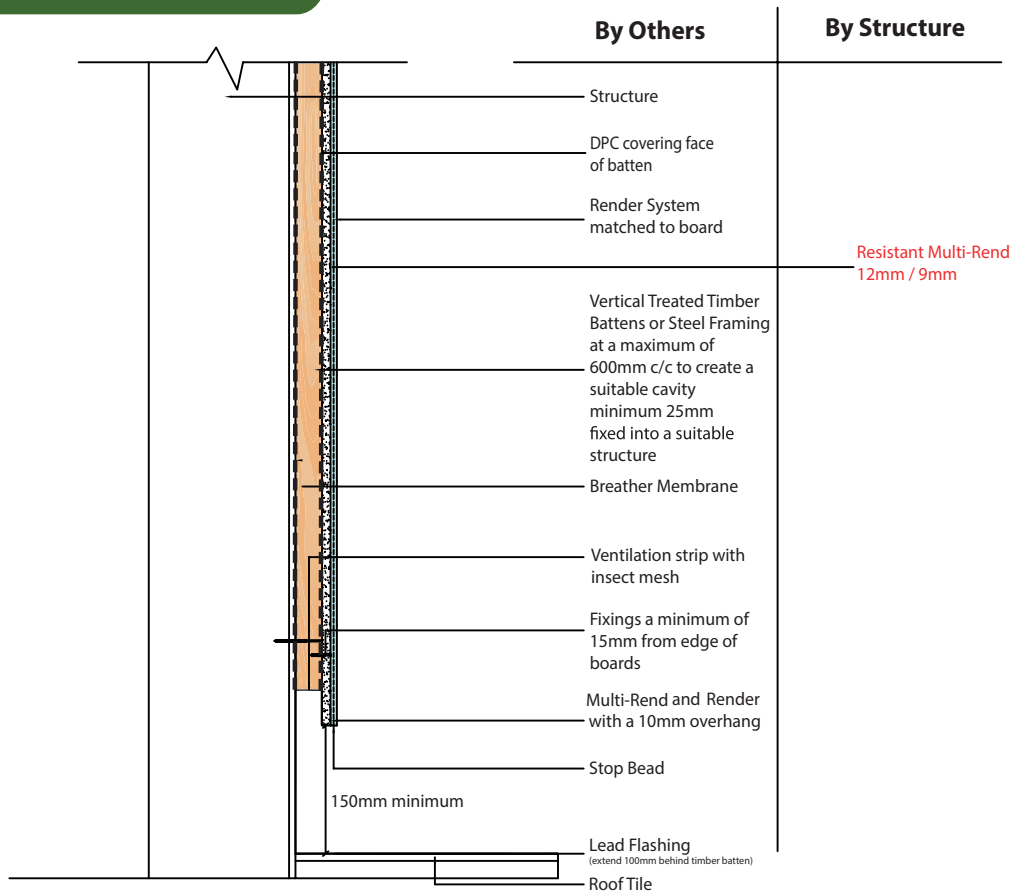 By Others
By Structure
Structure
DPC covering face
of batten
Render System
matched to board
Resistant Multi-Rend
12mm / 9mm
Vertical Treated Timber
Battens or Steel Framing
at a maximum of
600mm c/c to create a
suitable cavity
minimum 25mm
fixed into a suitable
structure
Breather Membrane
Ventilation strip with
insect mesh
Fixings a minimum of
15mm from edge of
boards
Multi-Rend and Render
with a 10mm overhang
Stop Bead
150mm minimum
Lead Flashing
(extend 100mm behind timber batten)
Roof Tile